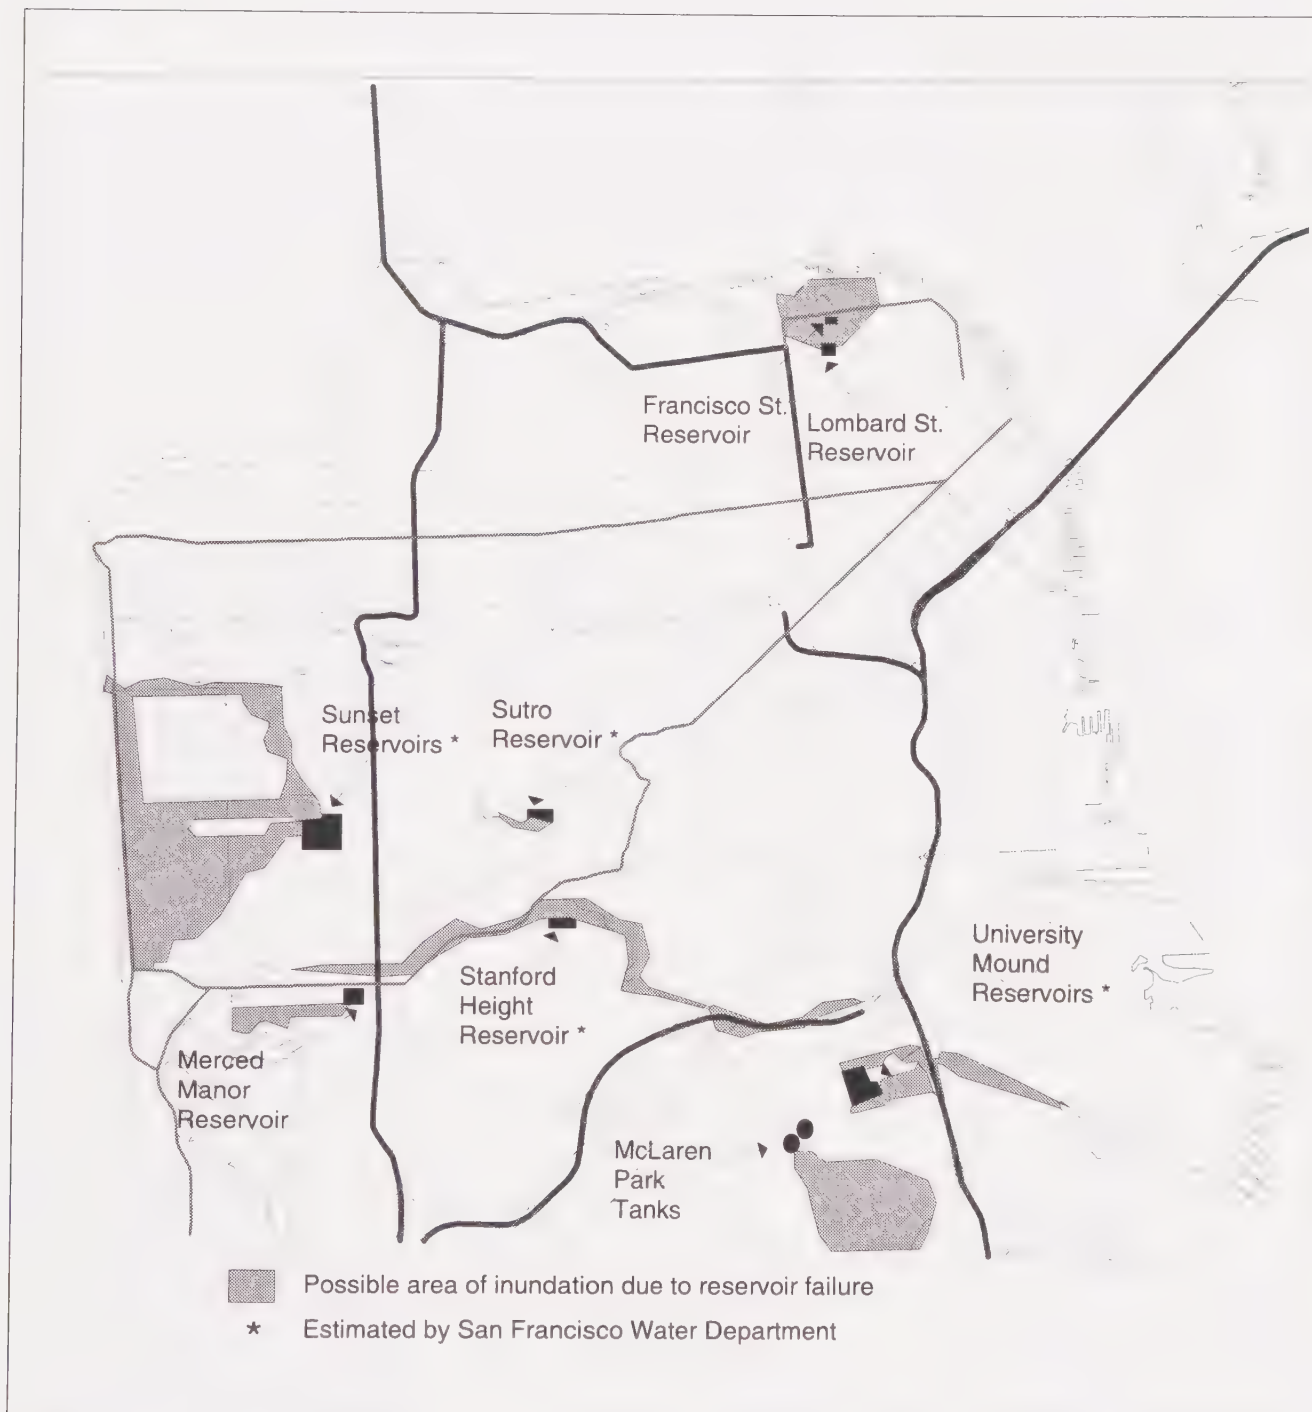 Francisco St.
Reservoir
Lombard St.
Reservoir
Sunset
Reservoirs *
Sutro
Reservoir *
University
Mound
Reservoirs *
Stanford
Height
Reservoir *
Merced
Manor
Reservoir
McLaren
Park
Tanks
Possible area of inundation due to reservoir failure
* Estimated by San Francisco Water Department